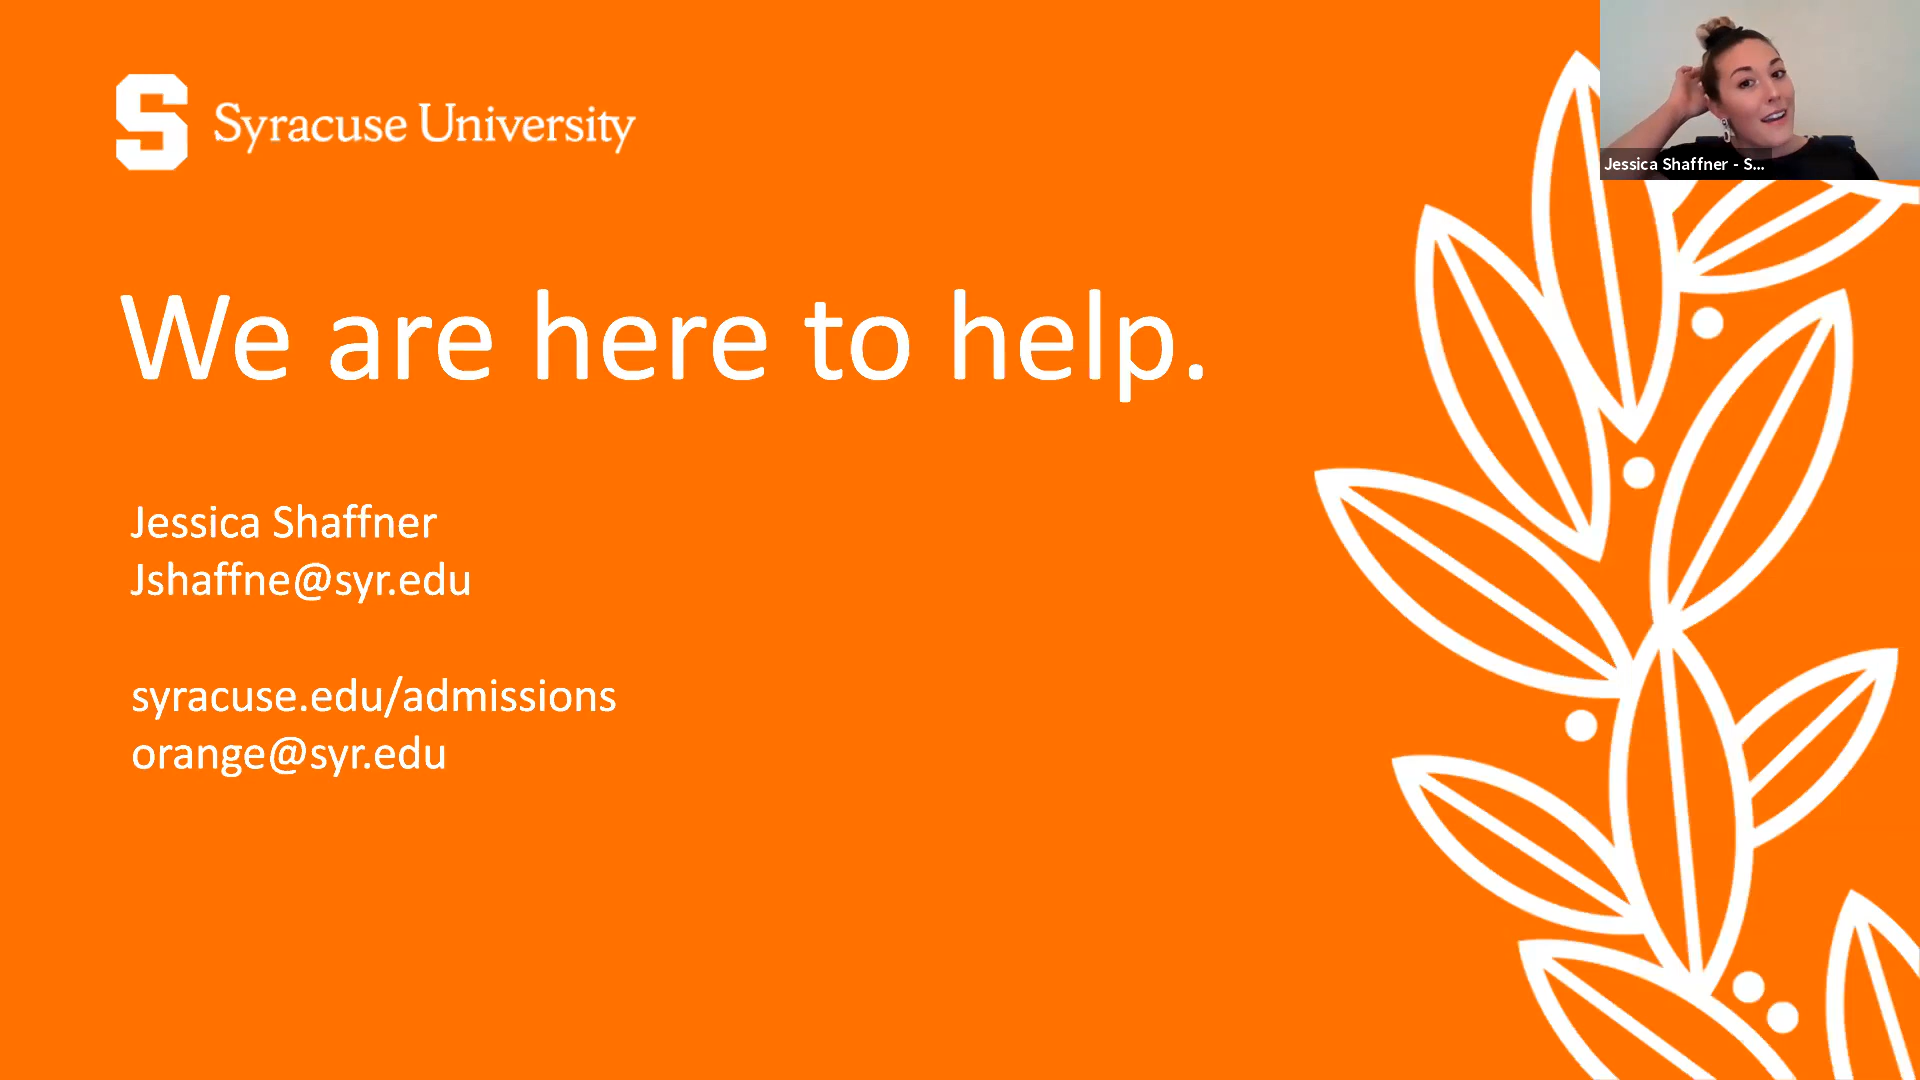 Syracuse University
Jessica Shaffner - S...
We are here to help.
Jessica Shaffner
Jshaffne@syr.edu
syracuse.edu/admissions
orange@syr.edu